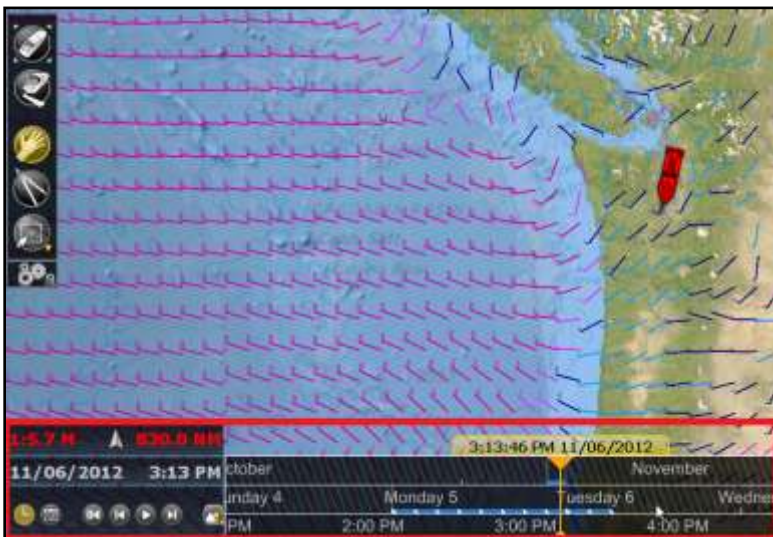 1:5.7 M 830.0 NM
3:13:46 PM 11/06/2012
11/06/2012 3:13 PM
ctober November
unday 4 Monday 5 Tuesday 6 Wednes
PM 2:00 PM 3:00 PM 4:00 PM